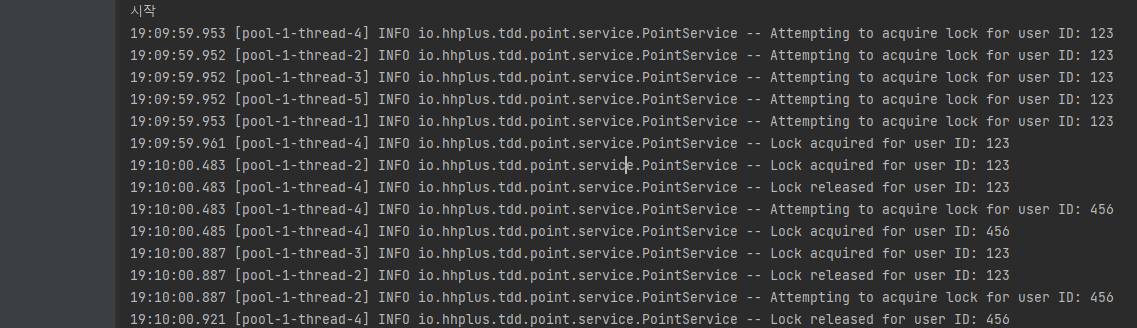 시작
19:09:59.953 [pool-1-thread-4] INFO io.hhplus.tdd.point.service.PointService -- Attempting to acquire lock for user ID: 123
19:09:59.952 [pool-1-thread-2] INFO io.hhplus.tdd.point.service.PointService -- Attempting to acquire lock for user ID: 123
19:09:59.952 [pool-1-thread-3] INFO io.hhplus.tdd.point.service.PointService -- Attempting to acquire lock for user ID: 123
19:09:59.952 [pool-1-thread-5] INFO io.hhplus.tdd.point.service.PointService -- Attempting to acquire lock for user ID: 123
19:09:59.953 [pool-1-thread-1] INFO io.hhplus.tdd.point.service.PointService -- Attempting to acquire lock for user ID: 123
19:09:59.961 [pool-1-thread-4] INFO io.hhplus.tdd.point.service.PointService -- Lock acquired for user ID: 123
19:10:00.483 [pool-1-thread-2] INFO io.hhplus.tdd.point.service.PointService -- Lock acquired for user ID: 123
19:10:00.483 [pool-1-thread-4] INFO io.hhplus.tdd.point.service.PointService -- Lock released for user ID: 123
19:10:00.483 [pool-1-thread-4] INFO io.hhplus.tdd.point.service.PointService -- Attempting to acquire lock for user ID: 456
19:10:00.485 [pool-1-thread-4] INFO io.hhplus.tdd.point.service.PointService -- Lock acquired for user ID: 456
19:10:00.887 [pool-1-thread-3] INFO io.hhplus.tdd.point.service.PointService -- Lock acquired for user ID: 123
19:10:00.887 [pool-1-thread-2] INFO io.hhplus.tdd.point.service.PointService -- Lock released for user ID: 123
19:10:00.887 [pool-1-thread-2] INFO io.hhplus.tdd.point.service.PointService -- Attempting to acquire lock for user ID: 456
19:10:00.921 [pool-1-thread-4] INFO io.hhplus.tdd.point.service.PointService -- Lock released for user ID: 456